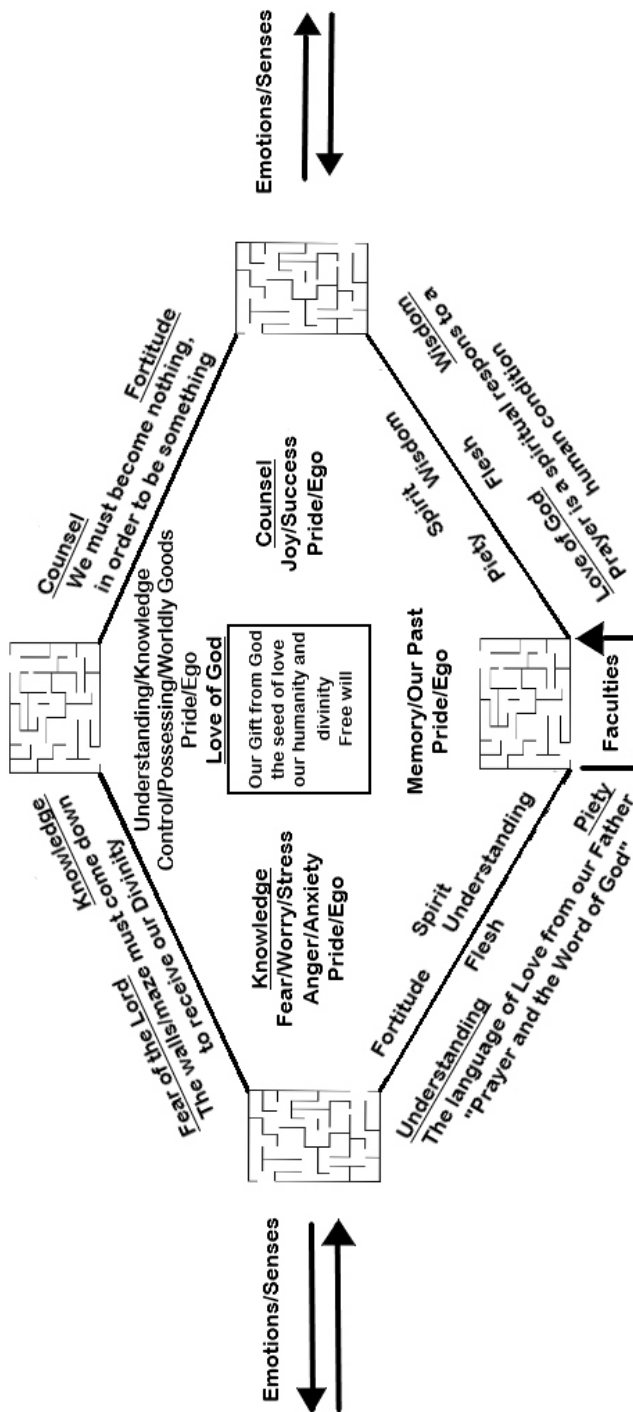 Counsel
Fortitude
We must become nothing,
in order to be something
Knowledge
Fear of the Lord
The walls/maze must come down
to receive our Divinity
Understanding/Knowledge
Control/Possessing/Worldly Goods
Pride/Ego
Love of God
Emotions/Senses
Knowledge
Fear/Worry/Stress
Anger/Anxiety
Pride/Ego
Our Gift from God
the seed of love
our humanity and
divinity
Free will
Counsel
Joy/Success
Pride/Ego
Emotions/Senses
Memory/Our Past
Pride/Ego
Fortitude
Spirit
Understanding
Flesh
Piety
Spirit
Wisdom
Flesh
Understanding
Piety
The language of Love from our Father
"Prayer and the Word of God"
Faculties
Love of God
Wisdom
Prayer is a spiritual respons to a
human condition